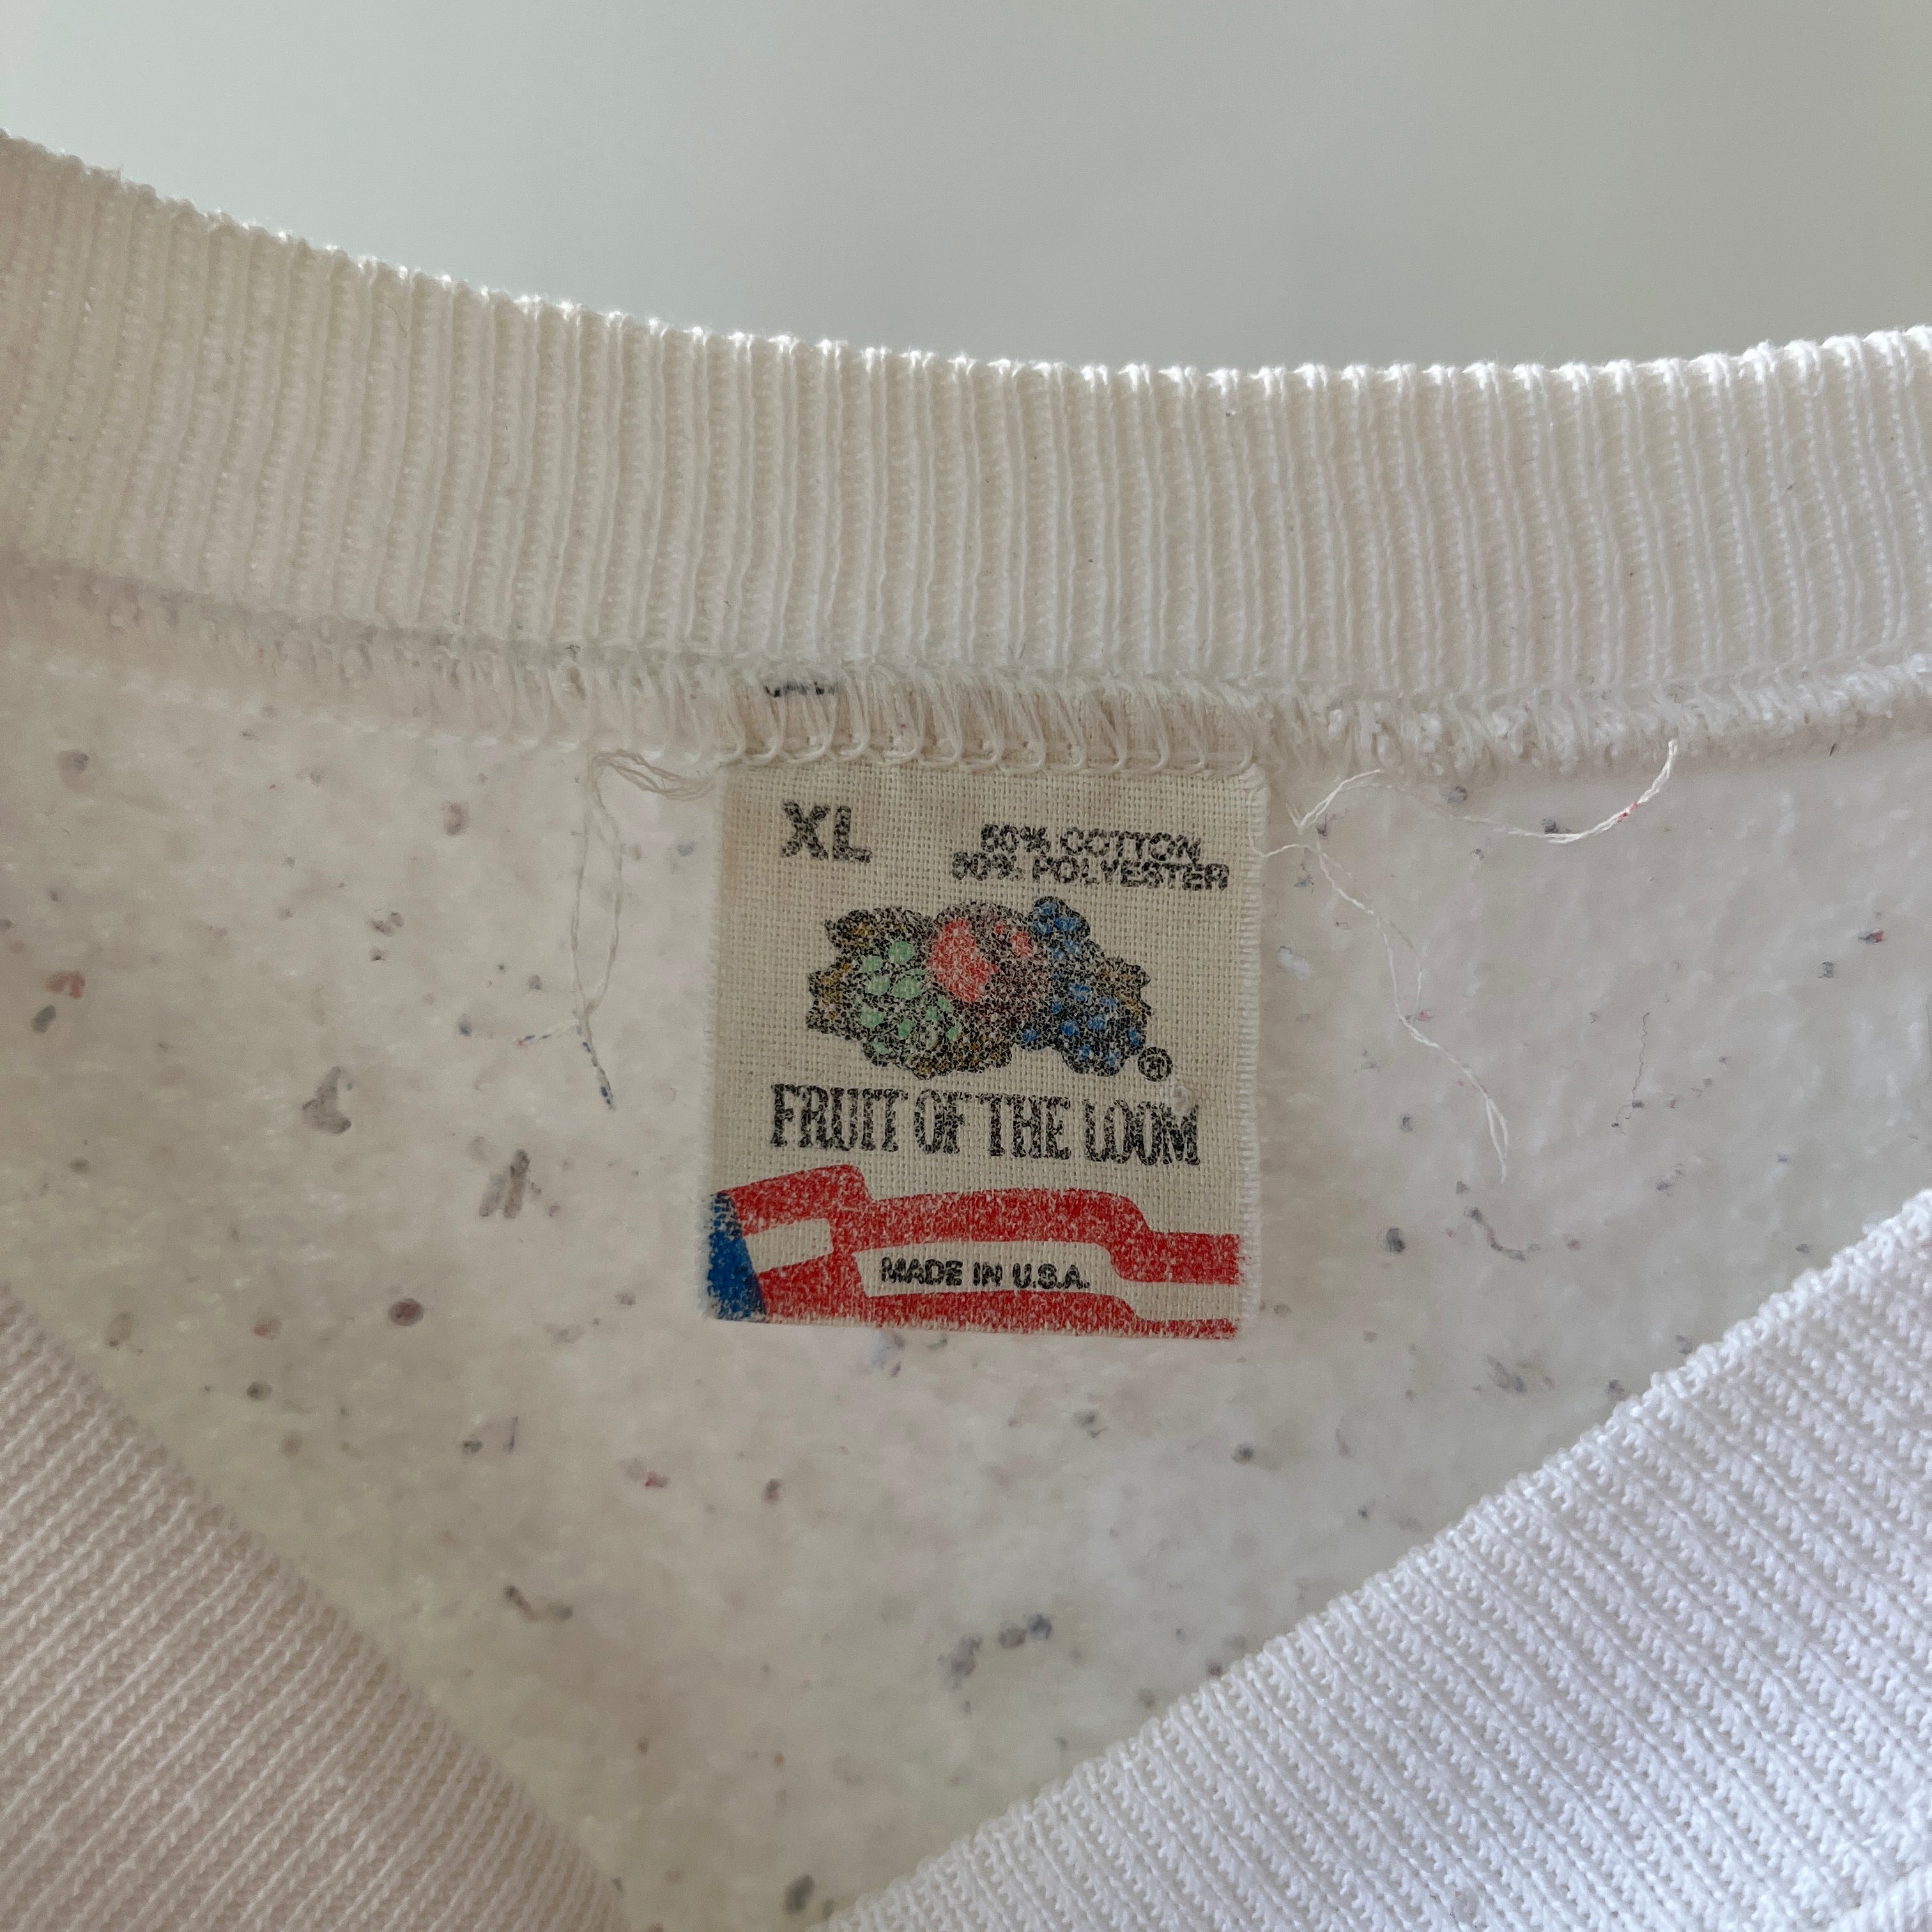 XL
50% COTTON
50% POLYESTER
®
FRUIT OF THE LOOM
MADE IN U.S.A.